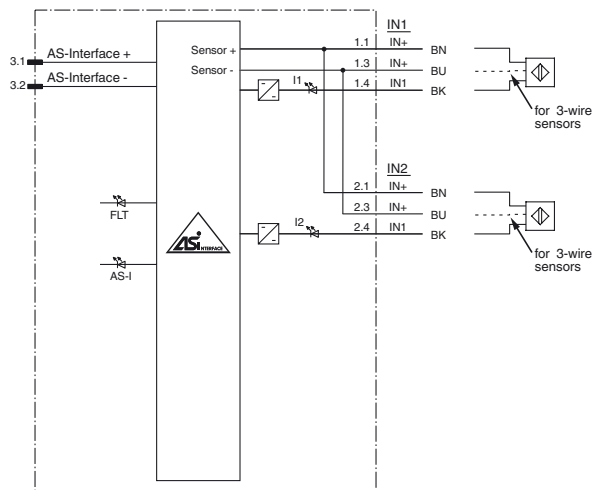 IN1
3.1 AS-Interface +
Sensor + 1.1 IN+ BN
Sensor - 1.3 IN+ BU
3.2 AS-Interface -
I1 1.4 IN1 BK
for 3-wire
sensors
IN2
2.1 IN+ BN
FLT
2.3 IN+ BU
I2 2.4 IN1 BK
ASi INTERFACE
for 3-wire
sensors
AS-I